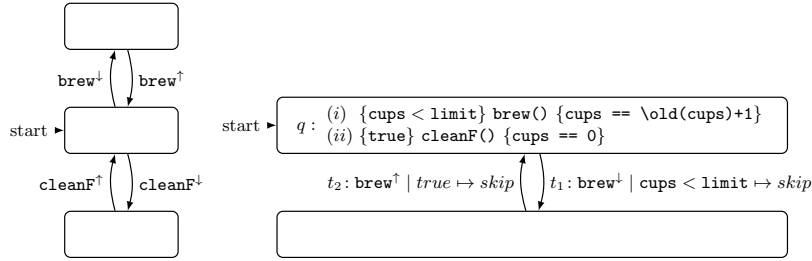 brew↓
brew↑
start
cleanF↑
cleanF↓
start
q : (i) {cups < limit} brew() {cups == \old(cups)+1}
(ii) {true} cleanF() {cups == 0}
t₂: brew↑ | true ↦ skip
t₁: brew↓ | cups < limit ↦ skip